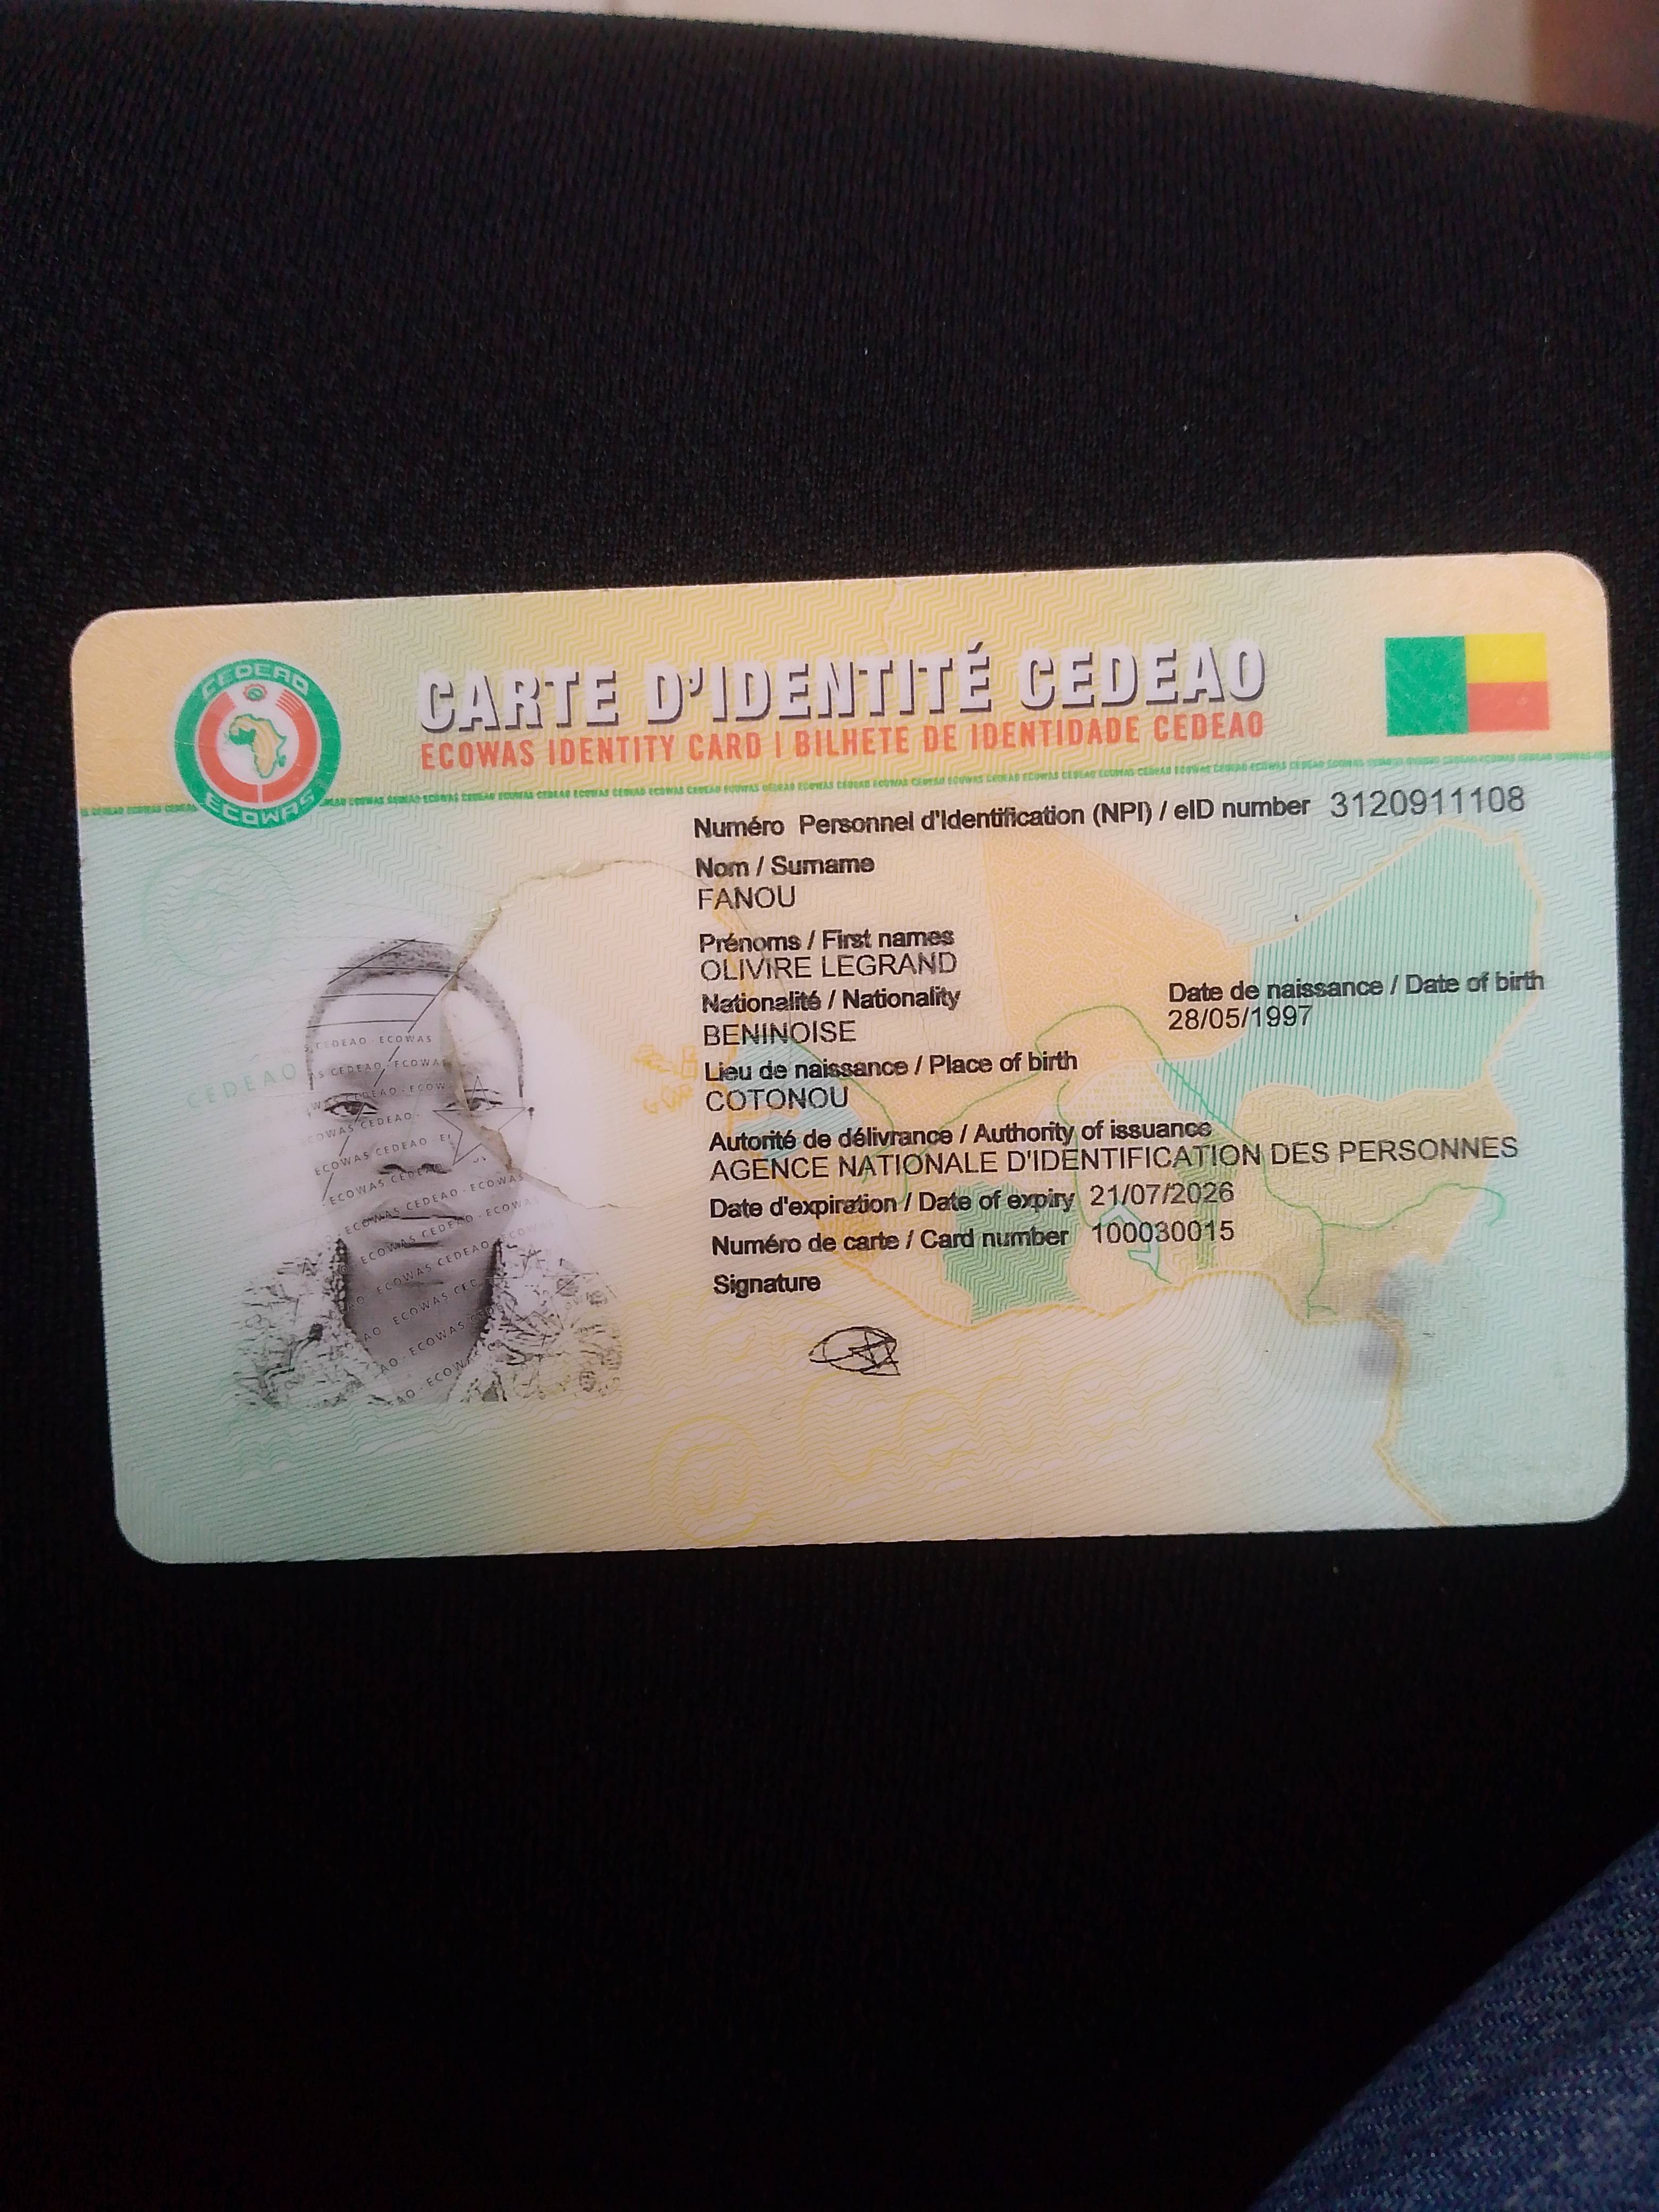 CEDEAO
ECOWAS
CARTE D'IDENTITÉ CEDEAO
ECOWAS IDENTITY CARD | BILHETE DE IDENTIDADE CEDEAO
Numéro Personnel d'Identification (NPI) / eID number 3120911108
Nom / Surname
FANOU
Prénoms / First names
OLIVIRE LEGRAND
Nationalité / Nationality
BENINOISE
Date de naissance / Date of birth
28/05/1997
Lieu de naissance / Place of birth
COTONOU
Autorité de délivrance / Authority of issuance
AGENCE NATIONALE D'IDENTIFICATION DES PERSONNES
Date d'expiration / Date of expiry 21/07/2026
Numéro de carte / Card number 100030015
Signature
CEDEAO